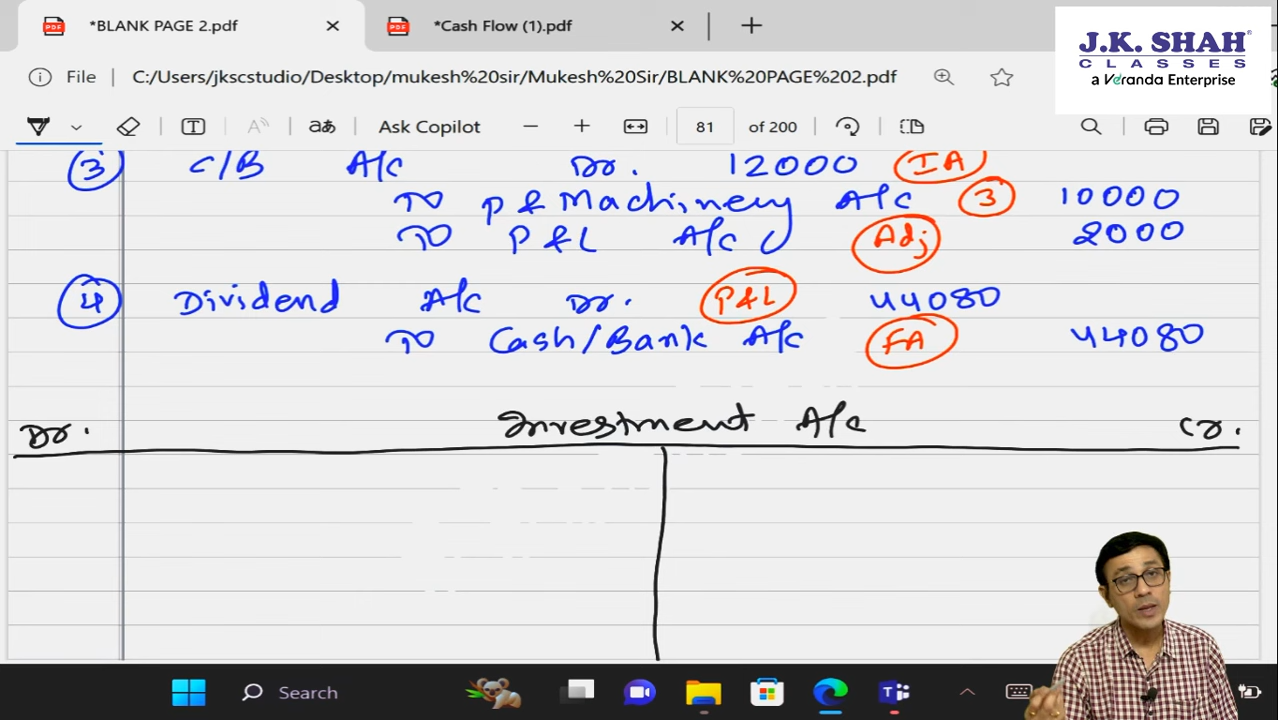 *BLANK PAGE 2.pdf
*Cash Flow (1).pdf
J.K. SHAH®
CLASSES
a Veranda Enterprise
File C:/Users/jkscstudio/Desktop/mukesh%20sir/Mukesh%20Sir/BLANK%20PAGE%202.pdf
T aあ Ask Copilot 81 of 200
3 C/B A/c Dr. 12000 IA
To P&Machinery A/c 3 10000
To P&L A/c Adj 2000
4 Dividend A/c Dr. P&L 44080
To Cash/Bank A/c FA 44080
Dr. Investment A/c Cr.
Search